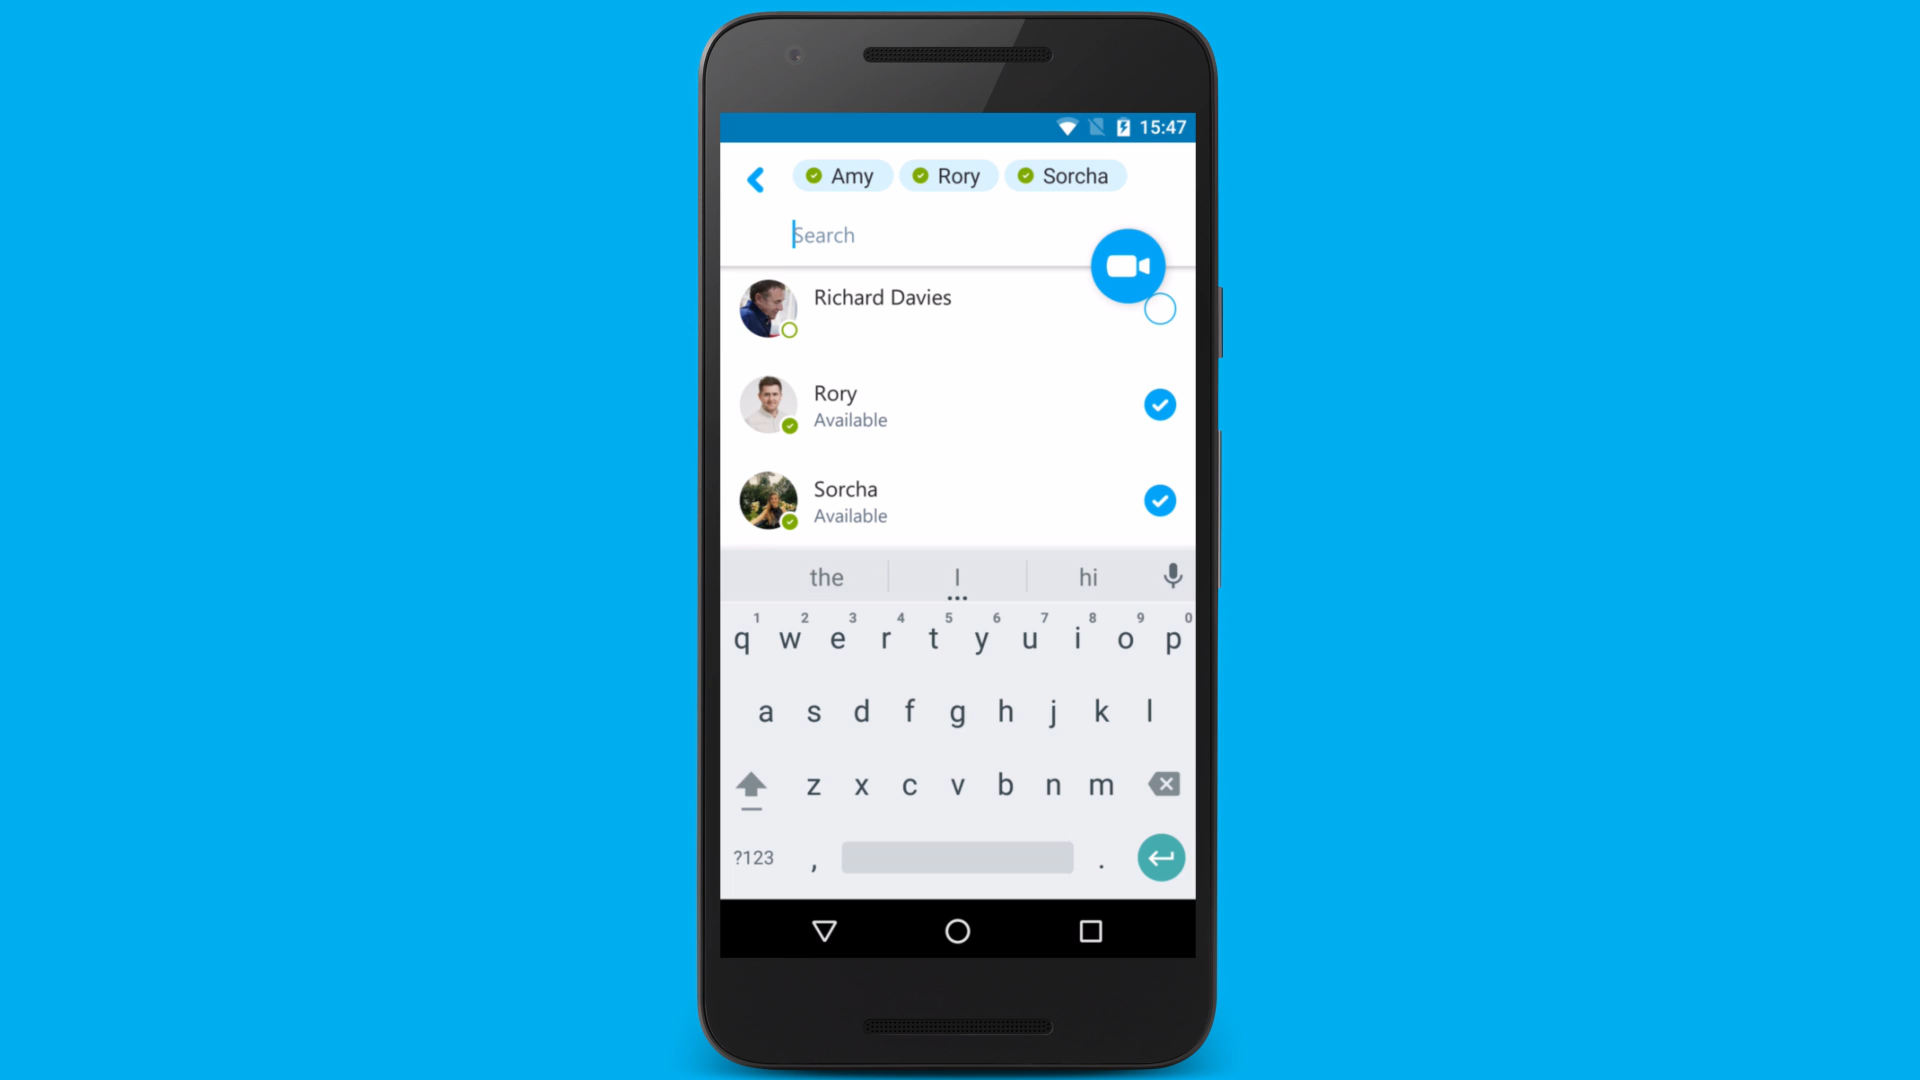 15:47
Amy Rory Sorcha
Search
Richard Davies
Rory
Available
Sorcha
Available
the I hi
1 2 3 4 5 6 7 8 9 0
q w e r t y u i o p
a s d f g h j k l
z x c v b n m
?123 , .